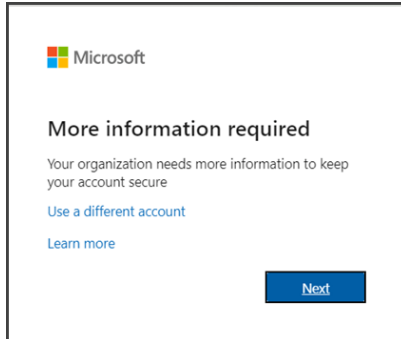 Microsoft
More information required
Your organization needs more information to keep
your account secure
Use a different account
Learn more
Next